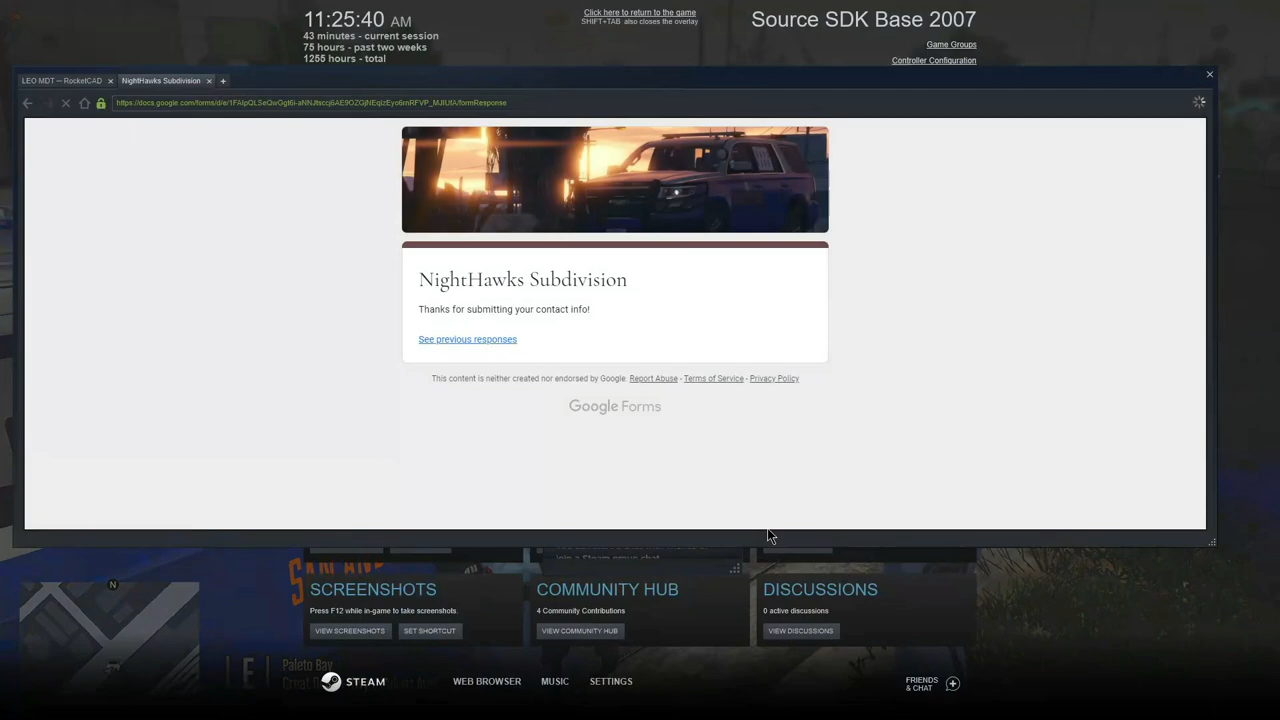 11:25:40 AM
43 minutes - current session
75 hours - past two weeks
1255 hours - total
Click here to return to the game
SHIFT+TAB also closes the overlay
Source SDK Base 2007
Game Groups
Controller Configuration
LEO MDT — RocketCAD
NightHawks Subdivision
NightHawks Subdivision
Thanks for submitting your contact info!
See previous responses
This content is neither created nor endorsed by Google. Report Abuse - Terms of Service - Privacy Policy
Google Forms
join a Steam group chat
SCREENSHOTS
Press F12 while in-game to take screenshots.
VIEW SCREENSHOTS
SET SHORTCUT
COMMUNITY HUB
4 Community Contributions
VIEW COMMUNITY HUB
DISCUSSIONS
0 active discussions
VIEW DISCUSSIONS
N
E
Paleto Bay
STEAM
WEB BROWSER
MUSIC
SETTINGS
FRIENDS
& CHAT